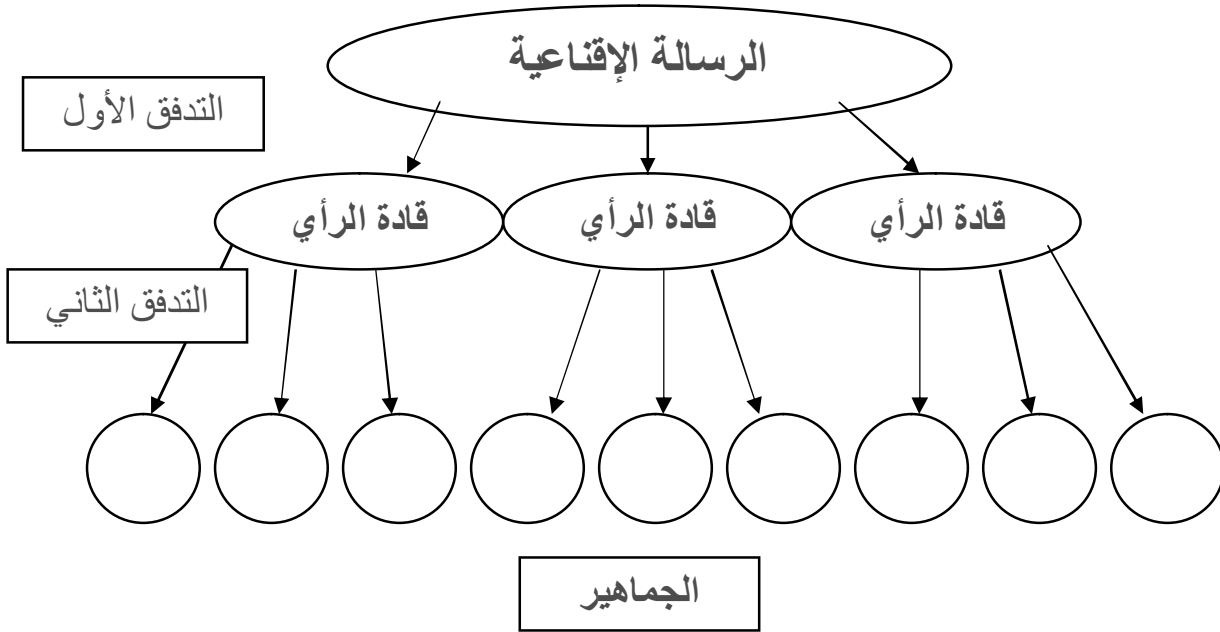 الرسالة الإقناعية
التدفق الأول
قادة الرأي
قادة الرأي
قادة الرأي
التدفق الثاني
الجماهير